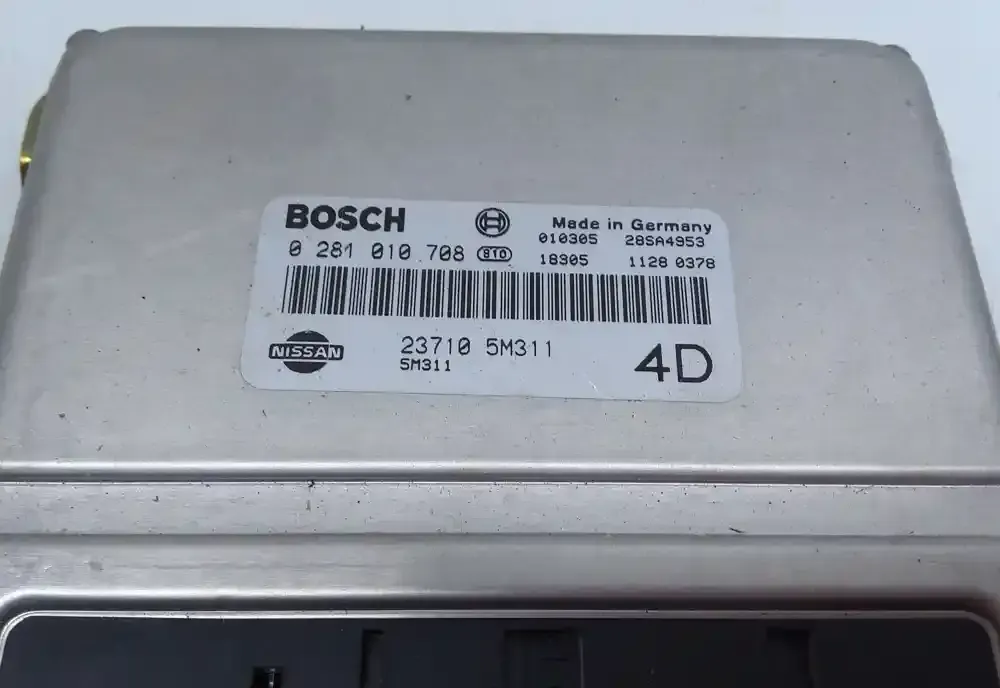 BOSCH
Made in Germany
0 281 010 708 810
010305 28SA4953
18305 1128 0378
NISSAN
23710 5M311
5M311
4D